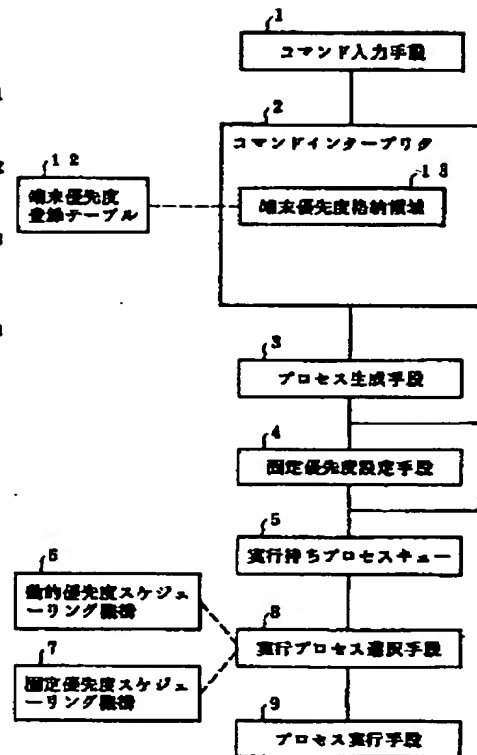 1
コマンド入力手段
2
コマンドインタープリタ
12
端末優先度
登録テーブル
13
端末優先度格納領域
3
プロセス生成手段
4
固定優先度設定手段
5
実行待ちプロセスキュー
6
動的優先度スケジュ
ーリング機構
8
実行プロセス選択手段
7
固定優先度スケジュ
ーリング機構
9
プロセス実行手段